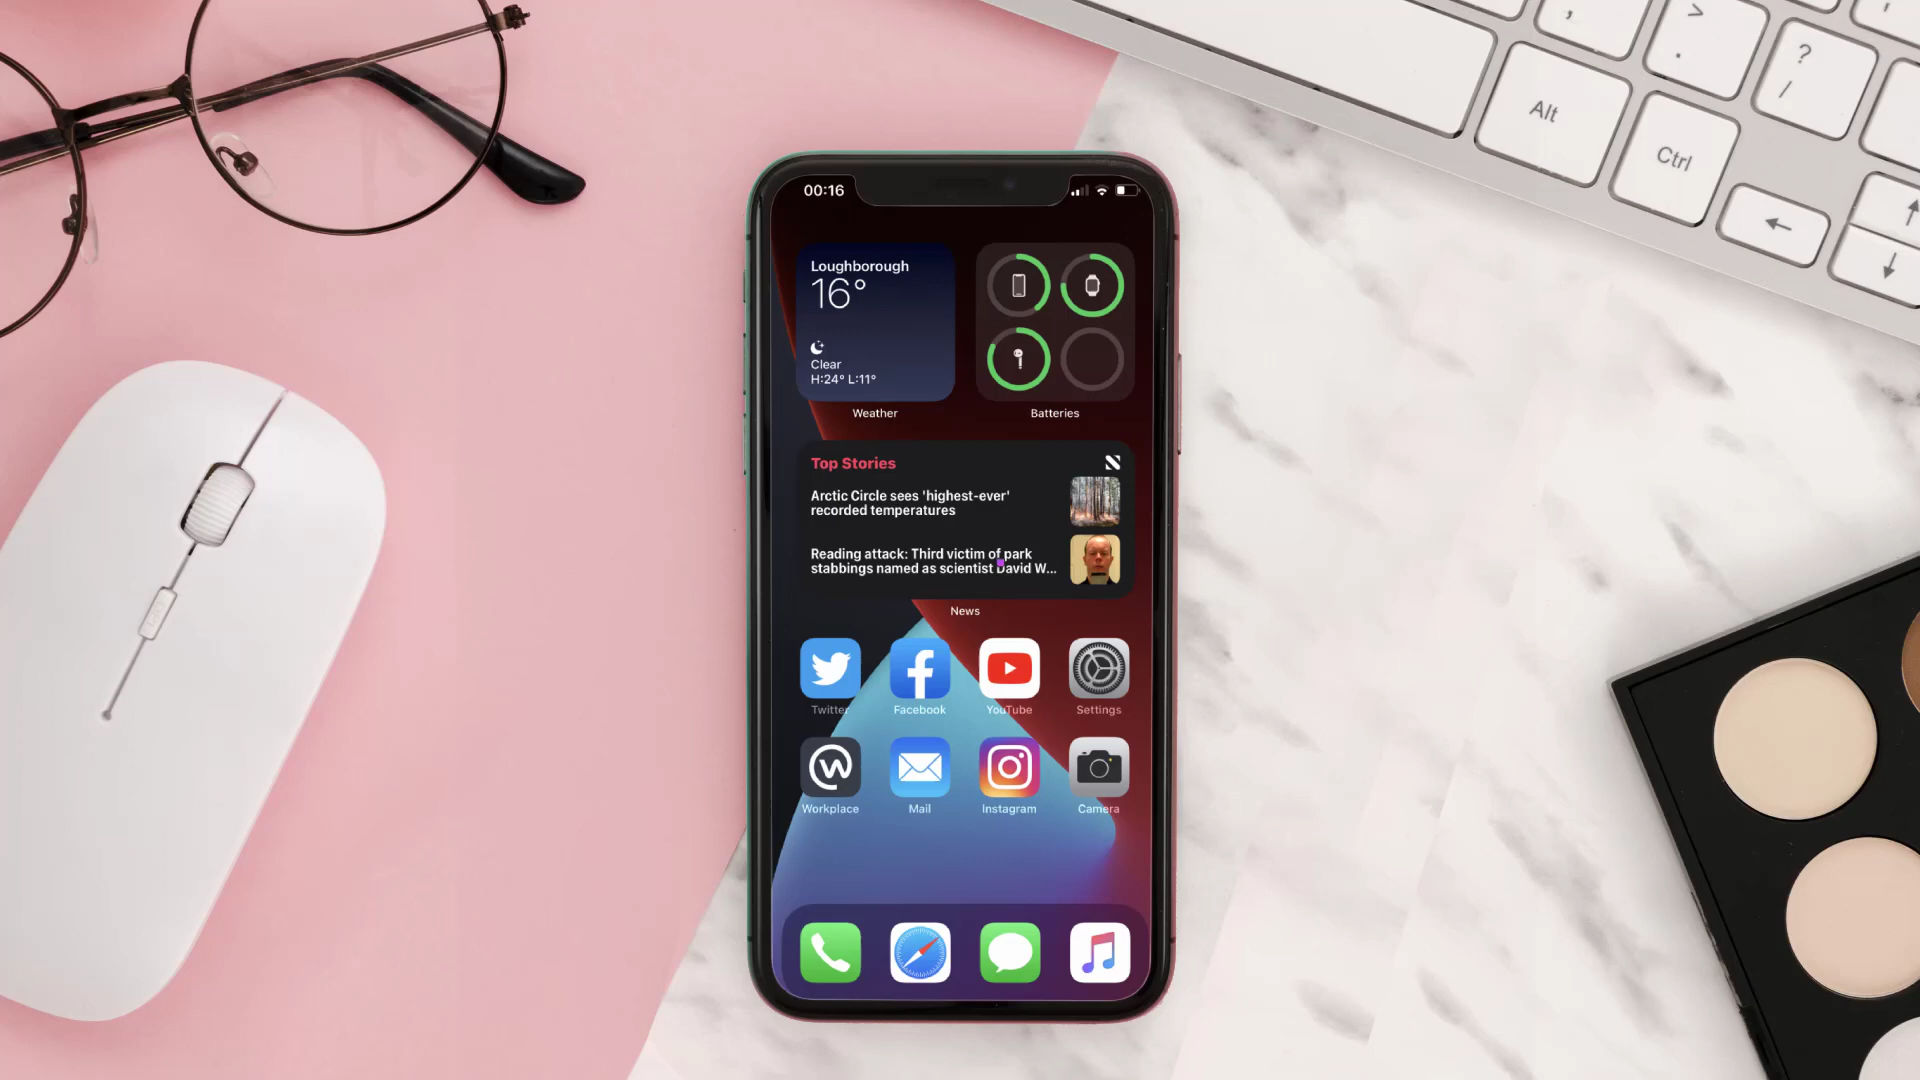 ,
>
.
?
/
Alt
Ctrl
00:16
Loughborough
16°
Clear
H:24° L:11°
Weather
Batteries
Top Stories
Arctic Circle sees 'highest-ever'
recorded temperatures
Reading attack: Third victim of park
stabbings named as scientist David W...
News
Twitter
Facebook
YouTube
Settings
Workplace
Mail
Instagram
Camera